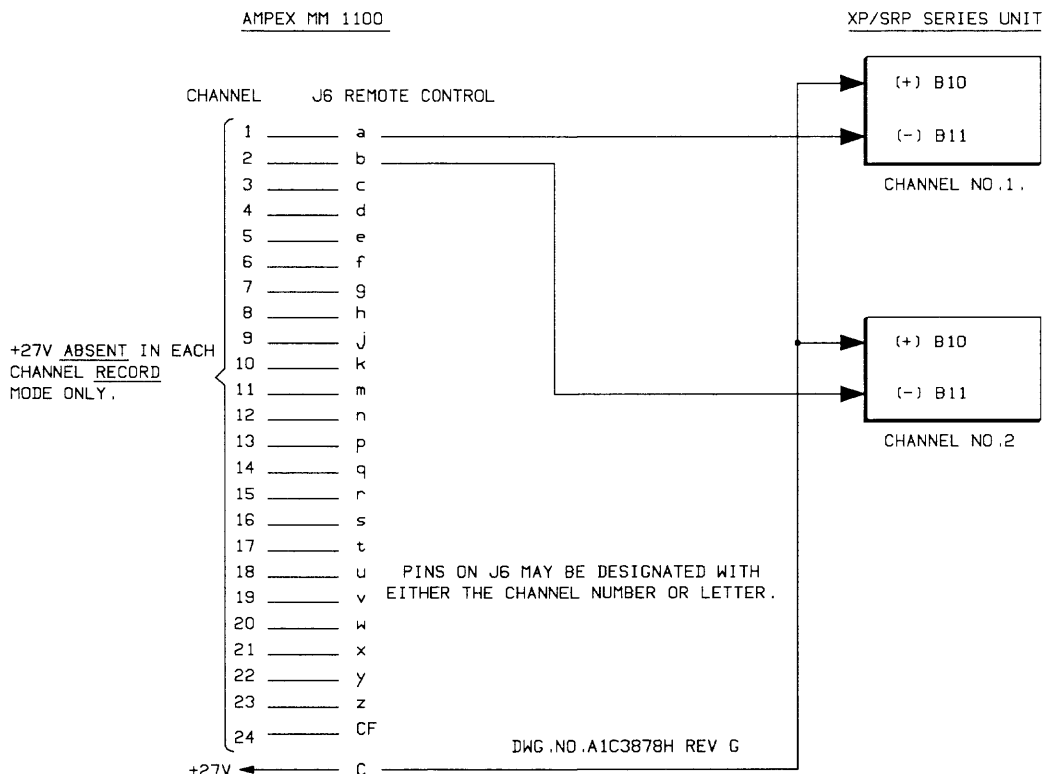 AMPEX MM 1100
XP/SRP SERIES UNIT
CHANNEL J6 REMOTE CONTROL
1 a
2 b
3 c
4 d
5 e
6 f
7 g
8 h
9 j
10 k
11 m
12 n
13 p
14 q
15 r
16 s
17 t
18 u
19 v
20 w
21 x
22 y
23 z
24 CF
+27V C
+27V ABSENT IN EACH
CHANNEL RECORD
MODE ONLY.
(+) B10
(-) B11
CHANNEL NO.1.
(+) B10
(-) B11
CHANNEL NO.2
PINS ON J6 MAY BE DESIGNATED WITH
EITHER THE CHANNEL NUMBER OR LETTER.
DWG.NO.A1C3878H REV G